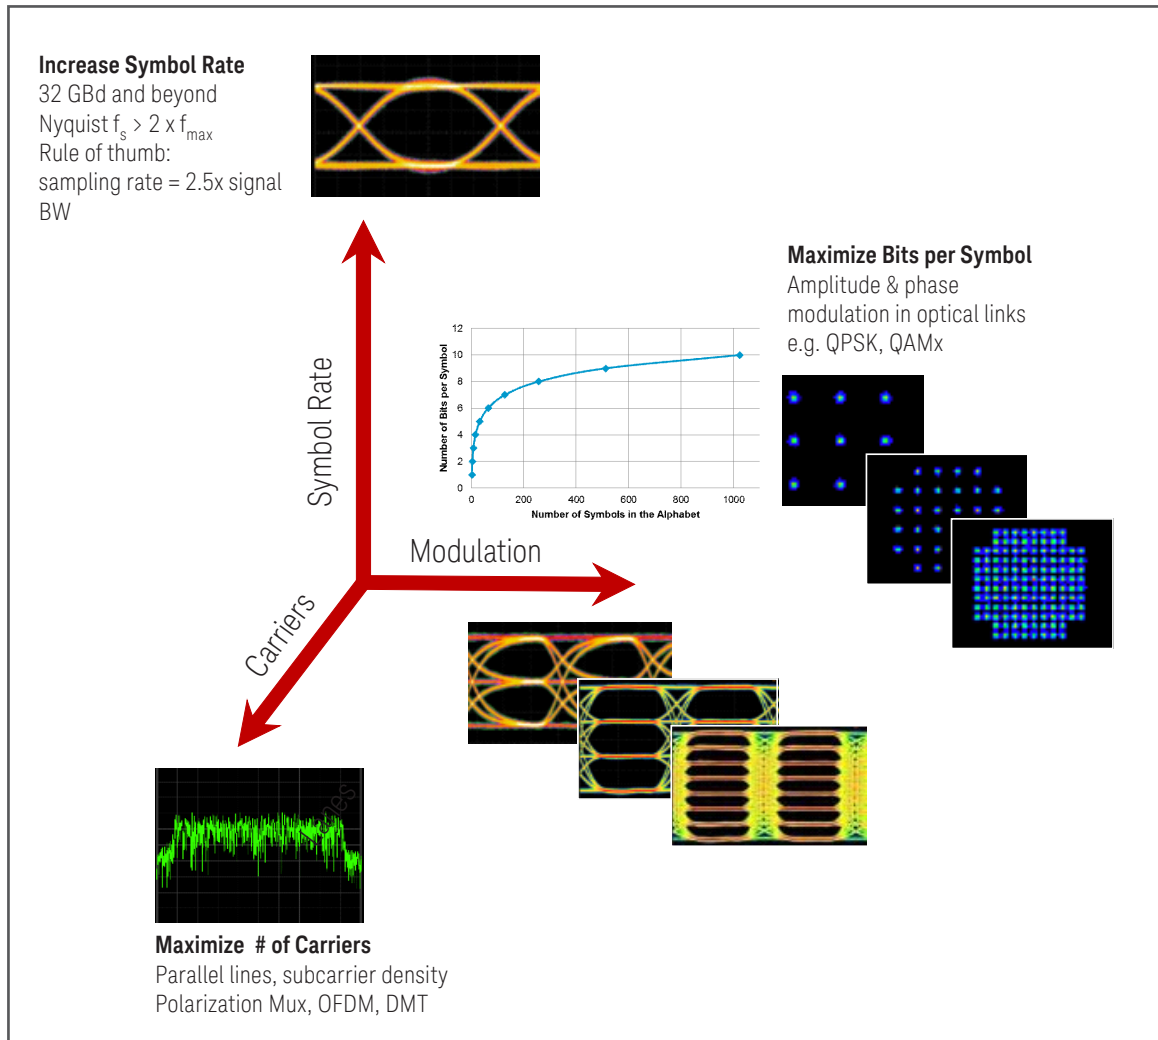 Increase Symbol Rate
32 GBd and beyond
Nyquist fs > 2 x fmax
Rule of thumb:
sampling rate = 2.5x signal
BW
Maximize Bits per Symbol
Amplitude & phase
modulation in optical links
e.g. QPSK, QAMx
Symbol Rate
Number of Bits per Symbol
12
10
8
6
4
2
0
0 200 400 600 800 1000
Number of Symbols in the Alphabet
Modulation
Carriers
Maximize # of Carriers
Parallel lines, subcarrier density
Polarization Mux, OFDM, DMT